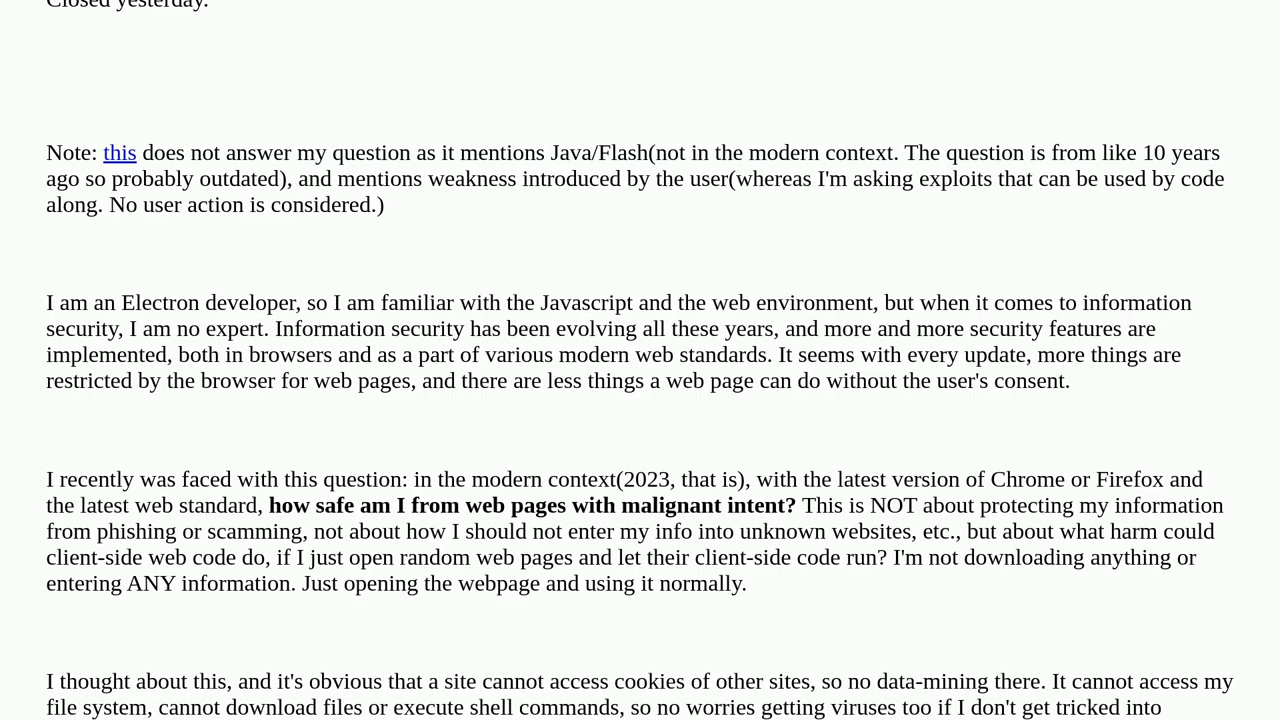 Closed yesterday.
Note: this does not answer my question as it mentions Java/Flash(not in the modern context. The question is from like 10 years
ago so probably outdated), and mentions weakness introduced by the user(whereas I'm asking exploits that can be used by code
along. No user action is considered.)
I am an Electron developer, so I am familiar with the Javascript and the web environment, but when it comes to information
security, I am no expert. Information security has been evolving all these years, and more and more security features are
implemented, both in browsers and as a part of various modern web standards. It seems with every update, more things are
restricted by the browser for web pages, and there are less things a web page can do without the user's consent.
I recently was faced with this question: in the modern context(2023, that is), with the latest version of Chrome or Firefox and
the latest web standard, how safe am I from web pages with malignant intent? This is NOT about protecting my information
from phishing or scamming, not about how I should not enter my info into unknown websites, etc., but about what harm could
client-side web code do, if I just open random web pages and let their client-side code run? I'm not downloading anything or
entering ANY information. Just opening the webpage and using it normally.
I thought about this, and it's obvious that a site cannot access cookies of other sites, so no data-mining there. It cannot access my
file system, cannot download files or execute shell commands, so no worries getting viruses too if I don't get tricked into